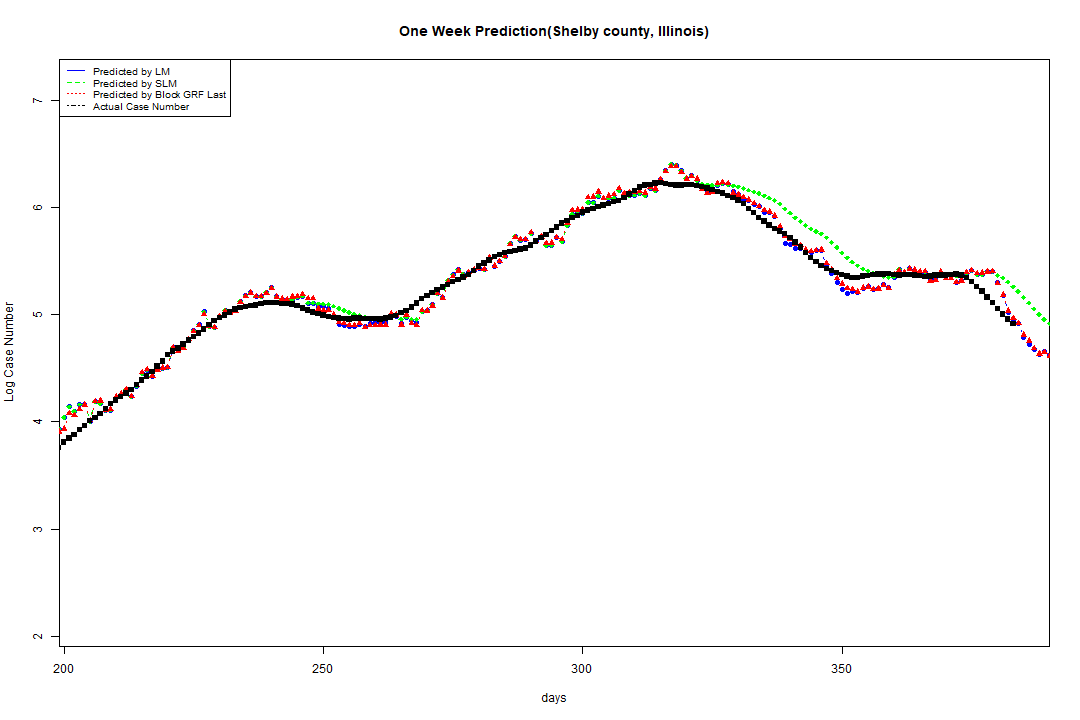 One Week Prediction(Shelby county, Illinois)
Predicted by LM
Predicted by SLM
Predicted by Block GRF Last
Actual Case Number
Log Case Number
7
6
5
4
3
2
200
250
300
350
days